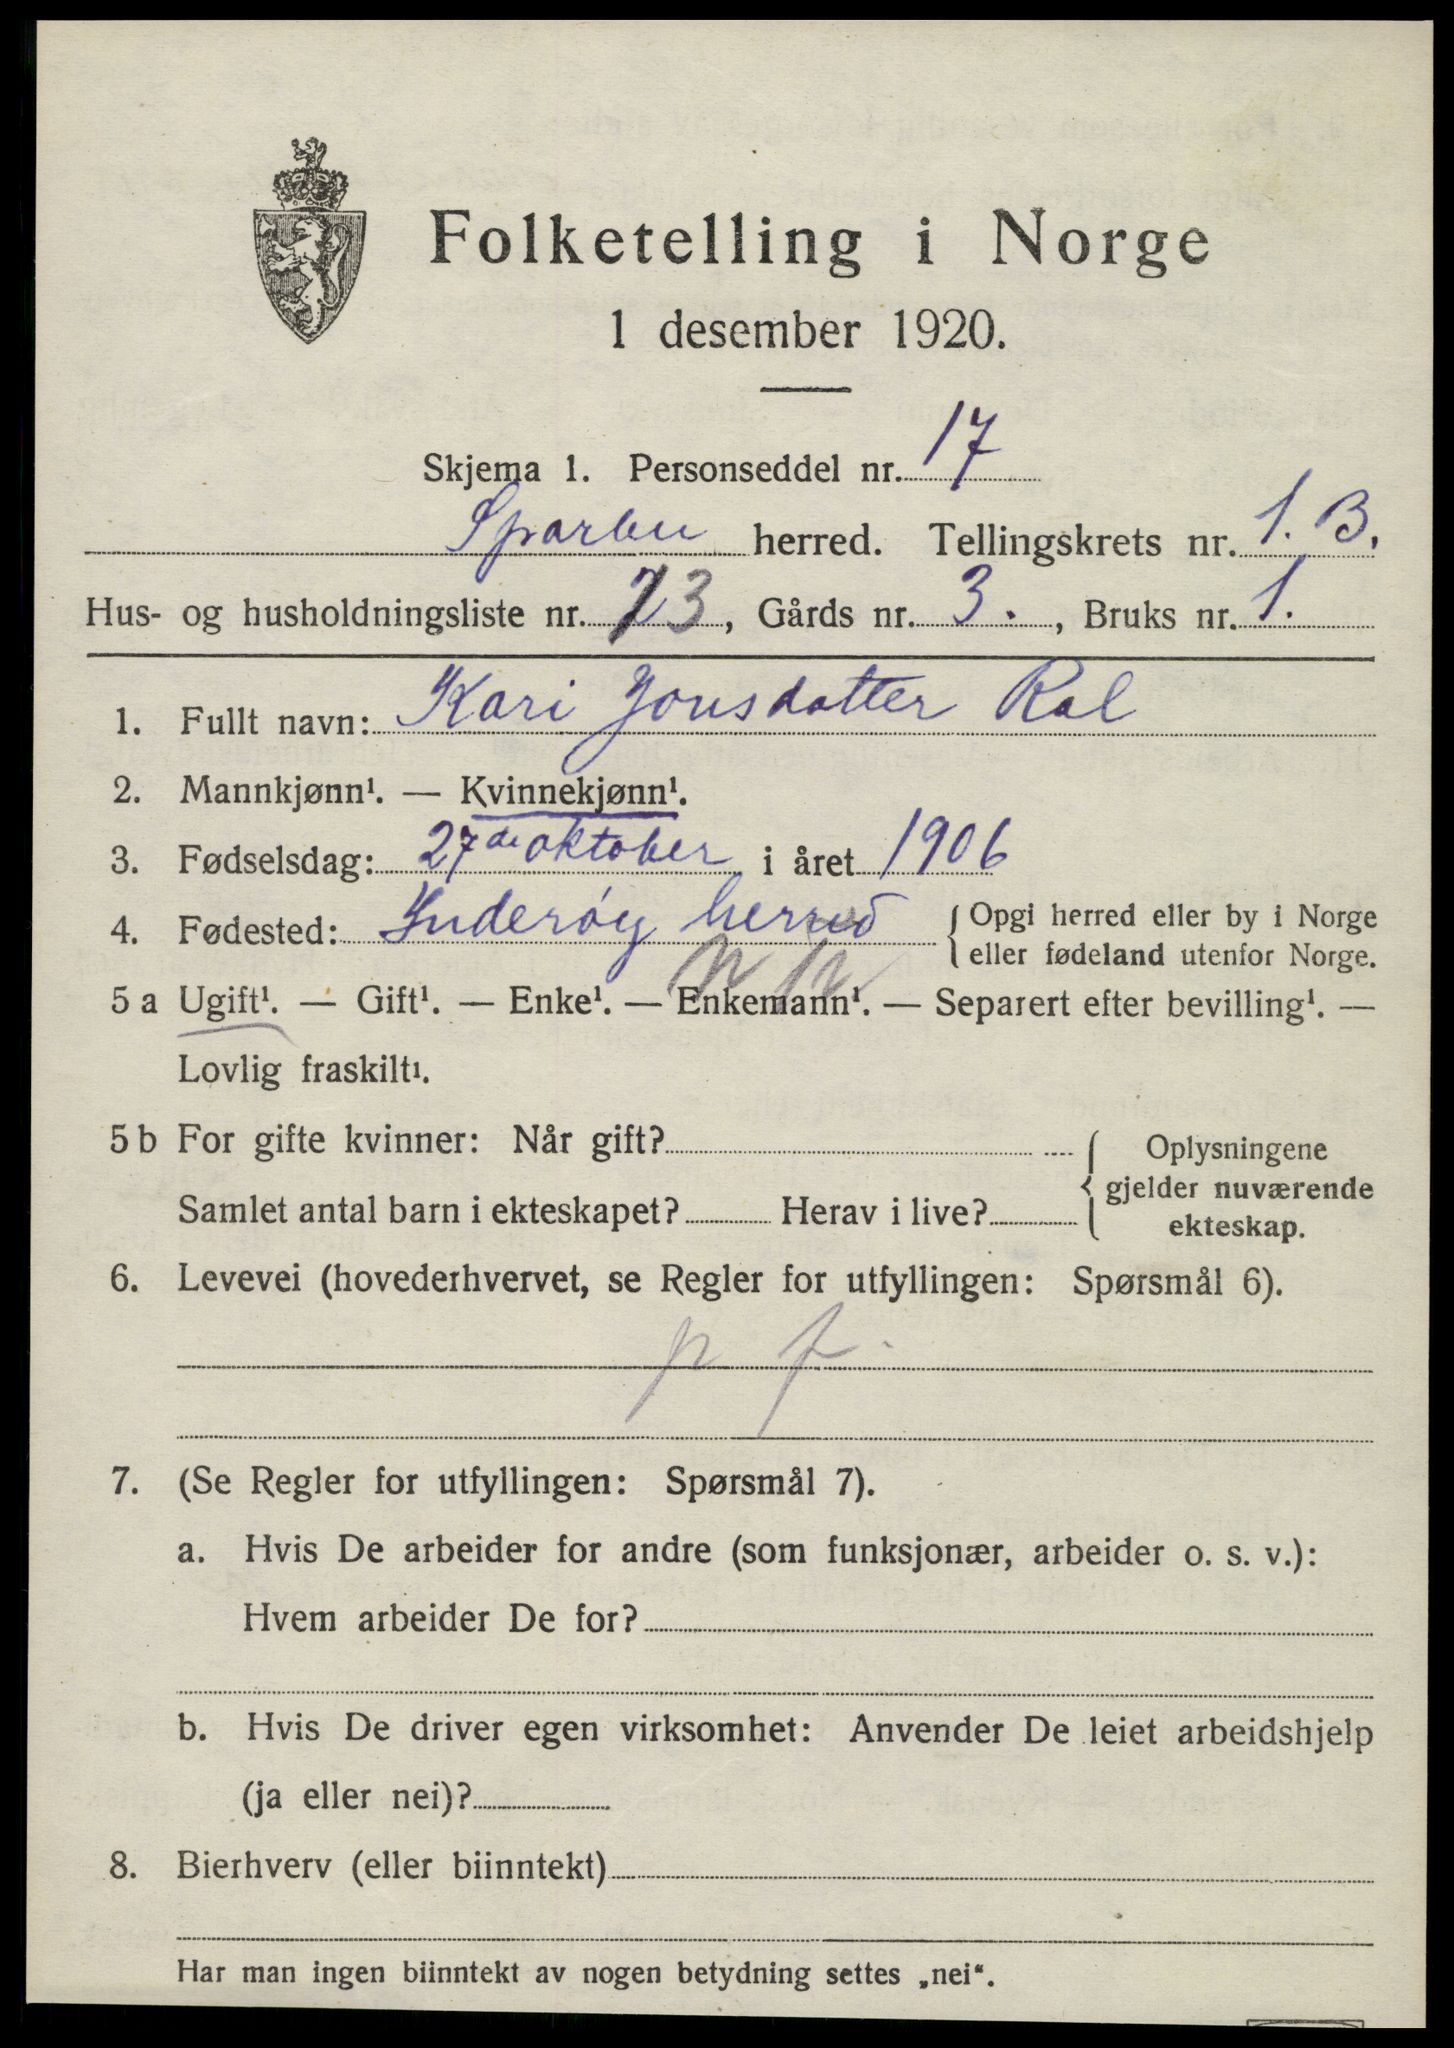 Folketelling i Norge
1 desember 1920.
Skjema 1. Personseddel nr. 17
Sparbu herred. Tellingskrets nr. 1. B.
Hus- og husholdningsliste nr. 3, Gårds nr. 3., Bruks nr. 1.
1. Fullt navn: Kari Jonsdatter Rol
2. Mannkjønn¹. — Kvinnekjønn¹.
3. Fødselsdag: 27de oktober i året 1906
4. Fødested: Inderøy herred { Opgi herred eller by i Norge
eller fødeland utenfor Norge.
5 a Ugift¹. — Gift¹. — Enke¹. — Enkemann¹. — Separert efter bevilling¹. —
Lovlig fraskilt¹.
5 b For gifte kvinner: Når gift? { Oplysningene
gjelder nuværende
Samlet antal barn i ekteskapet? Herav i live? ekteskap.
6. Levevei (hovederhvervet, se Regler for utfyllingen: Spørsmål 6).
p f.
7. (Se Regler for utfyllingen: Spørsmål 7).
a. Hvis De arbeider for andre (som funksjonær, arbeider o. s. v.):
Hvem arbeider De for?
b. Hvis De driver egen virksomhet: Anvender De leiet arbeidshjelp
(ja eller nei)?
8. Bierhverv (eller biinntekt)
Har man ingen biinntekt av nogen betydning settes „nei“.